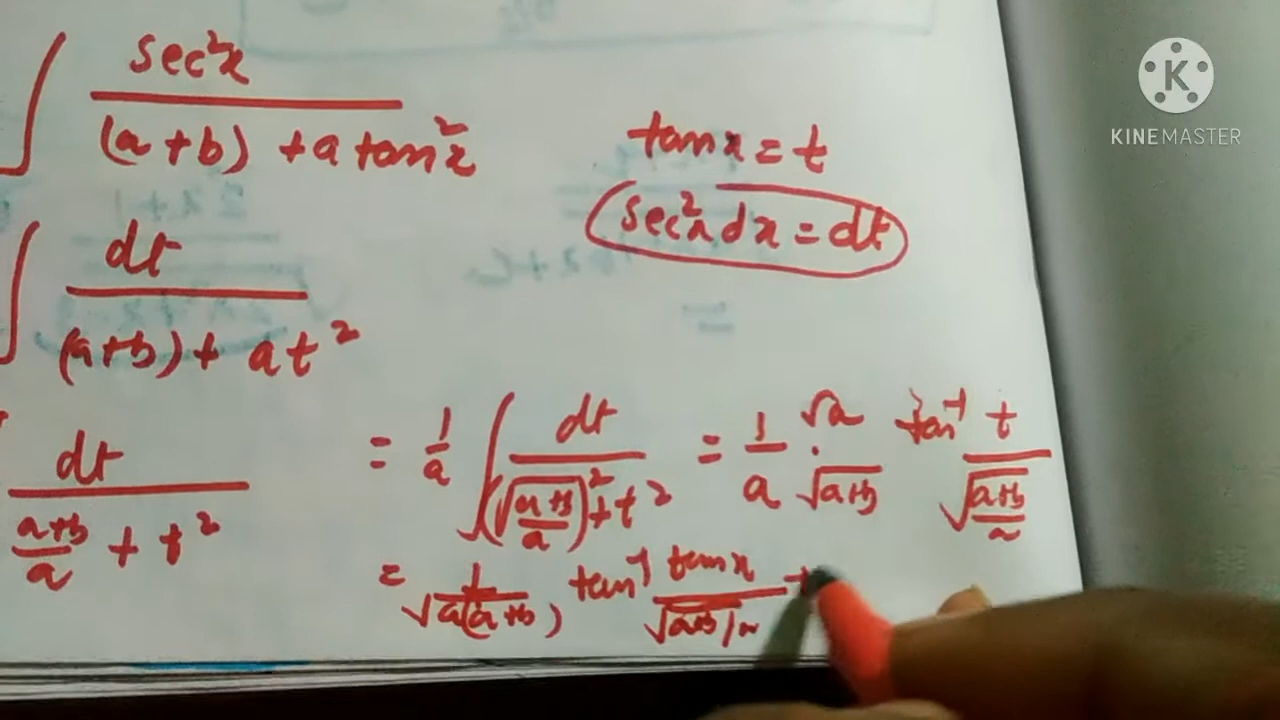 ∫ sec²x / (a+b) + a tan²x
tan x = t
sec²x dx = dt
∫ dt / (a+b) + at²
dt / a+b/a + t²
= 1/a ∫ dt / (√a+b/a)² + t² = 1/a · √a/√a+b tan⁻¹ t / √a+b/a
= 1/√a(a+b) tan⁻¹ tan x / √a+b/a +
KINEMASTER